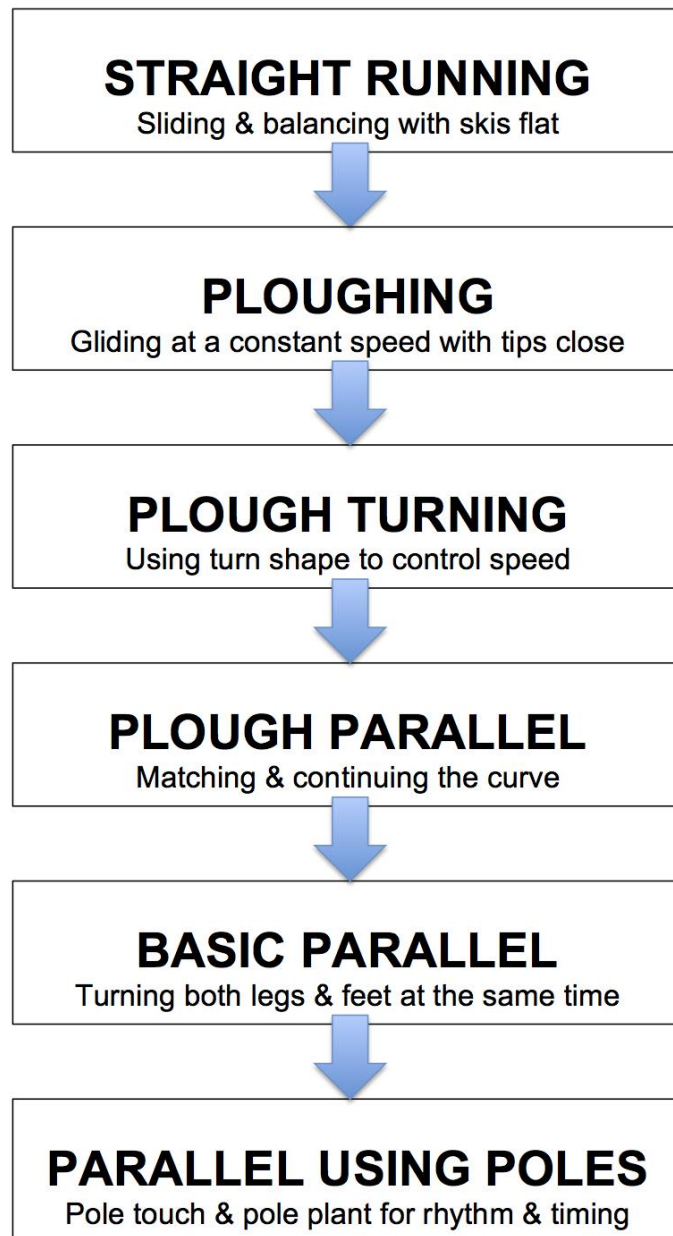 STRAIGHT RUNNING
Sliding & balancing with skis flat
PLOUGHING
Gliding at a constant speed with tips close
PLOUGH TURNING
Using turn shape to control speed
PLOUGH PARALLEL
Matching & continuing the curve
BASIC PARALLEL
Turning both legs & feet at the same time
PARALLEL USING POLES
Pole touch & pole plant for rhythm & timing